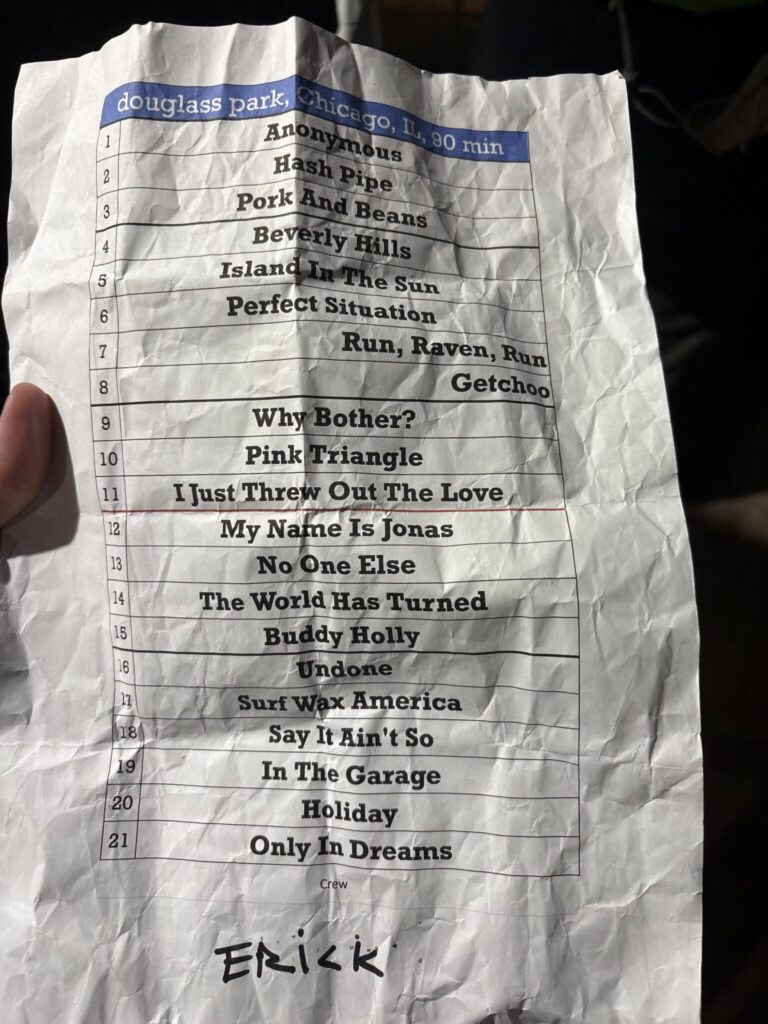 douglass park, Chicago, IL, 90 min
1 Anonymous
2 Hash Pipe
3 Pork And Beans
4 Beverly Hills
5 Island In The Sun
6 Perfect Situation
7 Run, Raven, Run
8 Getchoo
9 Why Bother?
10 Pink Triangle
11 I Just Threw Out The Love
12 My Name Is Jonas
13 No One Else
14 The World Has Turned
15 Buddy Holly
16 Undone
17 Surf Wax America
18 Say It Ain't So
19 In The Garage
20 Holiday
21 Only In Dreams
Crew
ERiCK